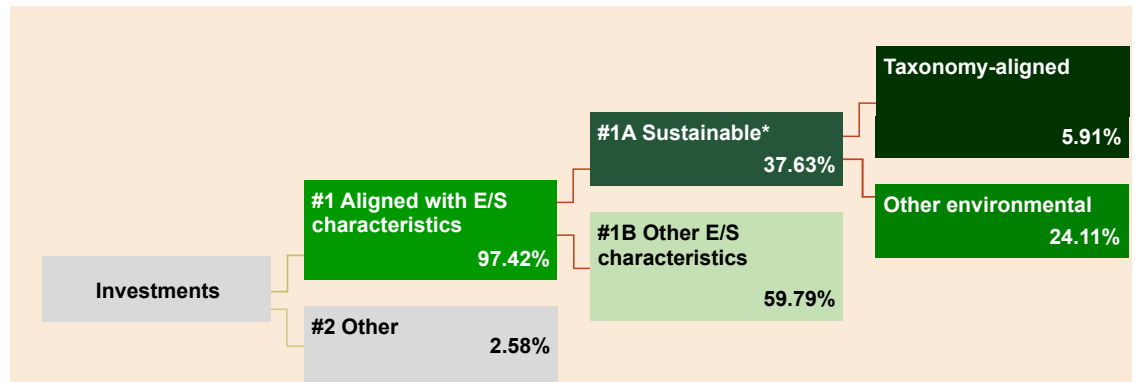 Investments
#1 Aligned with E/S
characteristics
97.42%
#2 Other
2.58%
#1A Sustainable*
37.63%
#1B Other E/S
characteristics
59.79%
Taxonomy-aligned
5.91%
Other environmental
24.11%